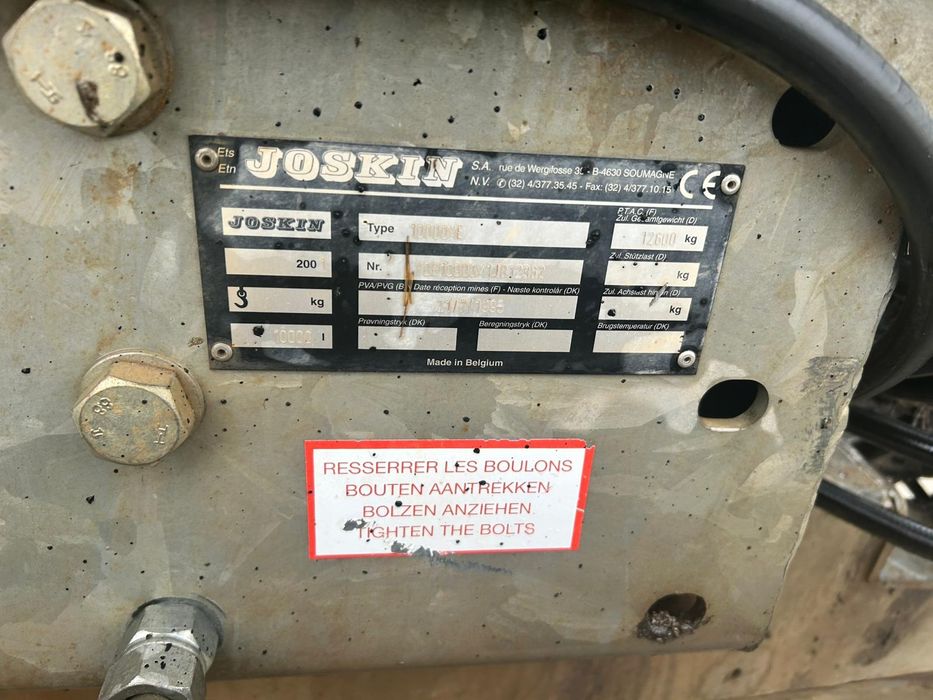 Ets
Etn
JOSKIN
S.A. rue de Wergifosse
B-4630 SOUMAGNE
N.V. ✆ (32) 4/377.35.45 - Fax: (32) 4/377.10.15
CE
JOSKIN
200
kg
10000 l
Type
Nr.
PVA/PVG (B) Date réception mines (F) - Næste kontrolår (DK)
Prøvningstryk (DK)
Beregningstryk (DK)
P.T.A.C. (F)
Zul. Gesamtgewicht (D)
12600 kg
Zul. Stützlast (D)
kg
Zul. Achslast hinten (D)
kg
Brugstemperatur (DK)
Made in Belgium
RESSERRER LES BOULONS
BOUTEN AANTREKKEN
BOLZEN ANZIEHEN
TIGHTEN THE BOLTS